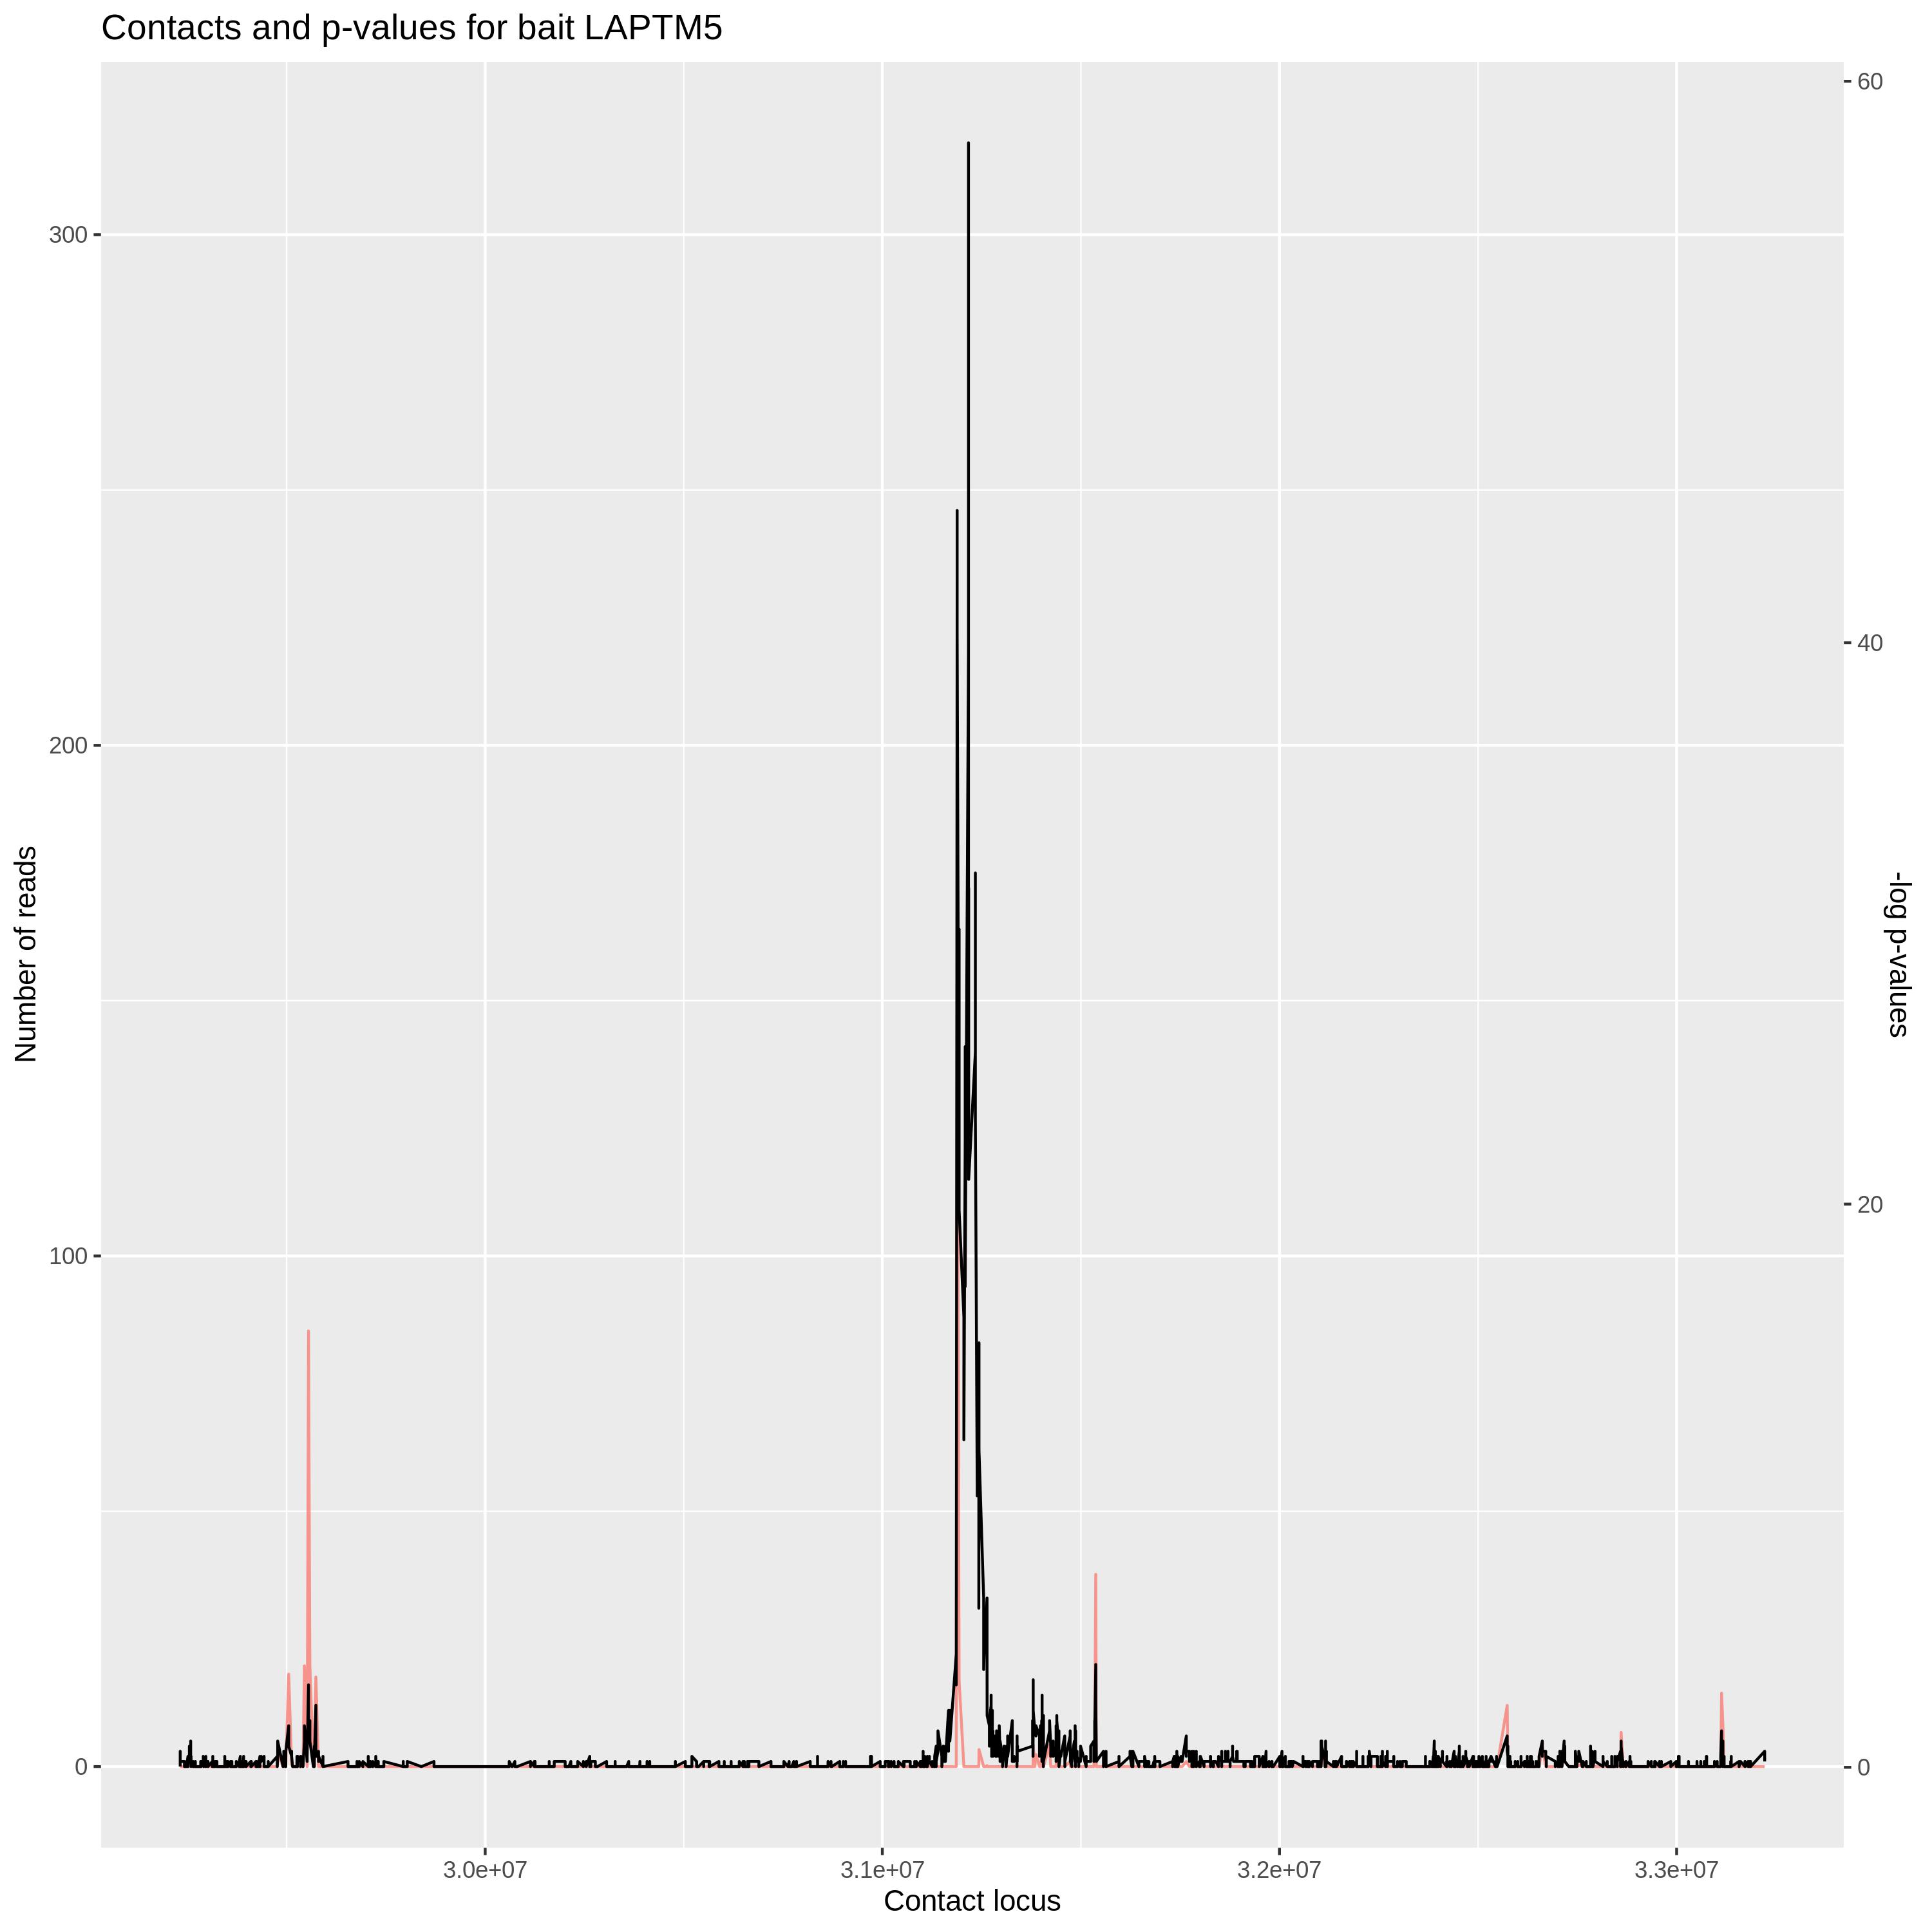 Contacts and p-values for bait LAPTM5
300
200
100
0
Number of reads
60
40
20
0
-log p-values
3.0e+07
3.1e+07
3.2e+07
3.3e+07
Contact locus